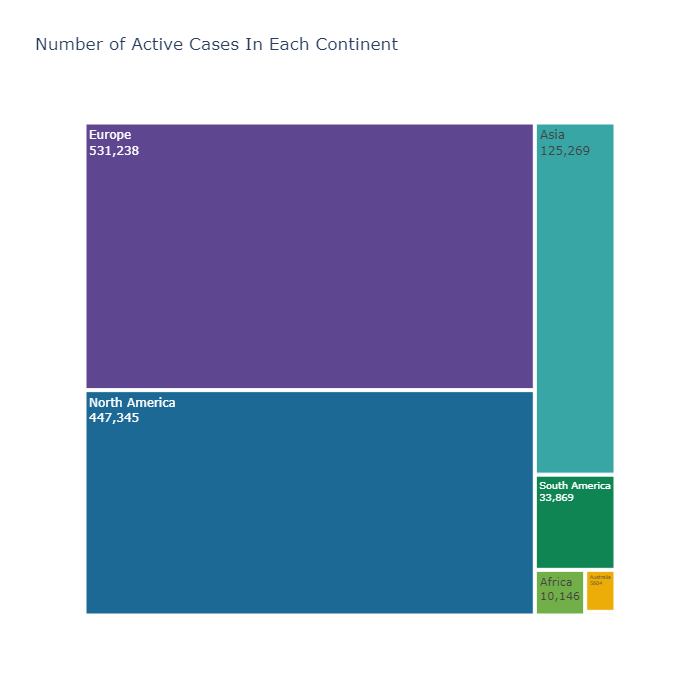 Number of Active Cases In Each Continent
Europe
531,238
Asia
125,269
North America
447,345
South America
33,869
Africa
10,146
Australia